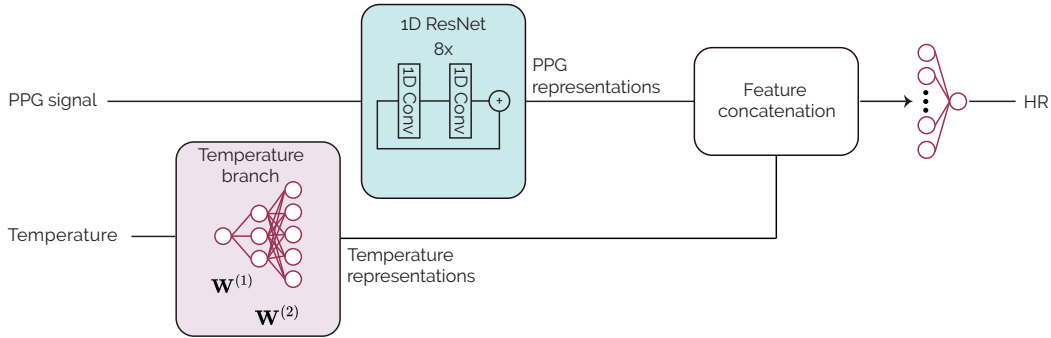 1D ResNet
8x
1D Conv
1D Conv
+
PPG signal
PPG
representations
Feature
concatenation
HR
Temperature
branch
Temperature
W(1)
W(2)
Temperature
representations